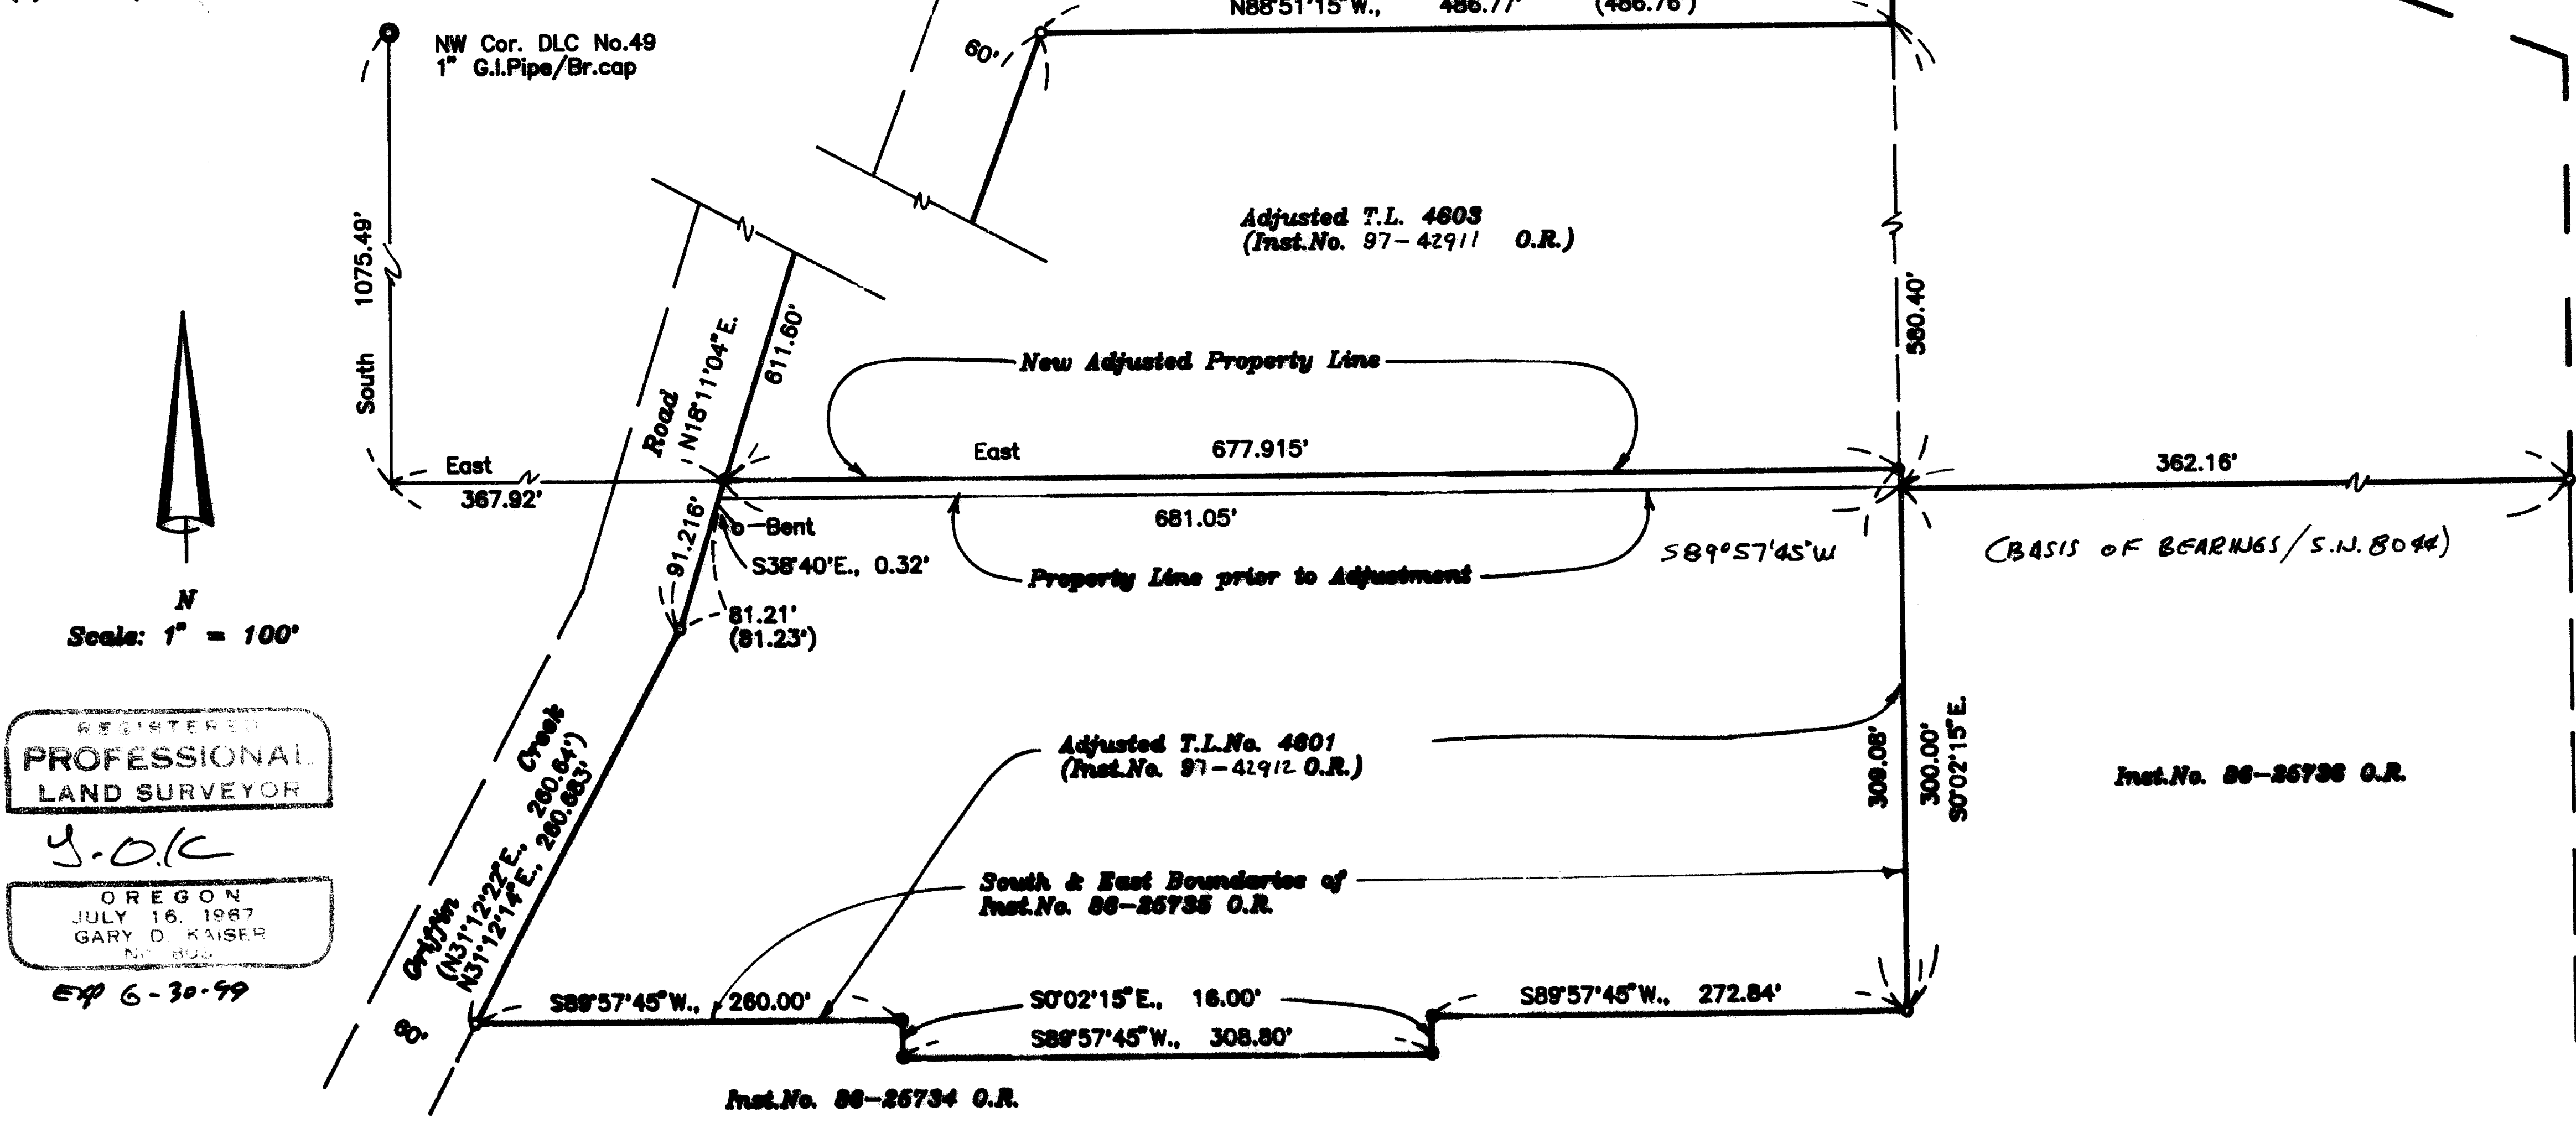 N88°51'15"W., 486.77' (486.76')
NW Cor. DLC No.49
1" G.I.Pipe/Br.cap
60'
South 1075.49'
Adjusted T.L. 4603
(Inst.No. 97-42911 O.R.)
580.40'
Road
N18°11'04"E.
611.60'
New Adjusted Property Line
East
367.92'
East 677.915'
362.16'
681.05'
91.216'
Bent
S38°40'E., 0.32'
Property Line prior to Adjustment
S89°57'45"W
(BASIS OF BEARINGS/S.N. 8044)
81.21'
(81.23')
N
Scale: 1" = 100'
REGISTERED
PROFESSIONAL
LAND SURVEYOR
OREGON
JULY 16, 1967
GARY D. KAISER
No.
Exp 6-30-99
Griffin Creek
(N31°12'22"E., 260.64')
N31°12'14"E., 260.683'
60'
Adjusted T.L.No. 4601
(Inst.No. 97-42912 O.R.)
309.08'
300.00'
S0°02'15"E.
Inst.No. 86-25736 O.R.
South & East Boundaries of
Inst.No. 86-25735 O.R.
S89°57'45"W., 260.00'
S0°02'15"E., 16.00'
S89°57'45"W., 308.80'
S89°57'45"W., 272.84'
Inst.No. 86-25734 O.R.